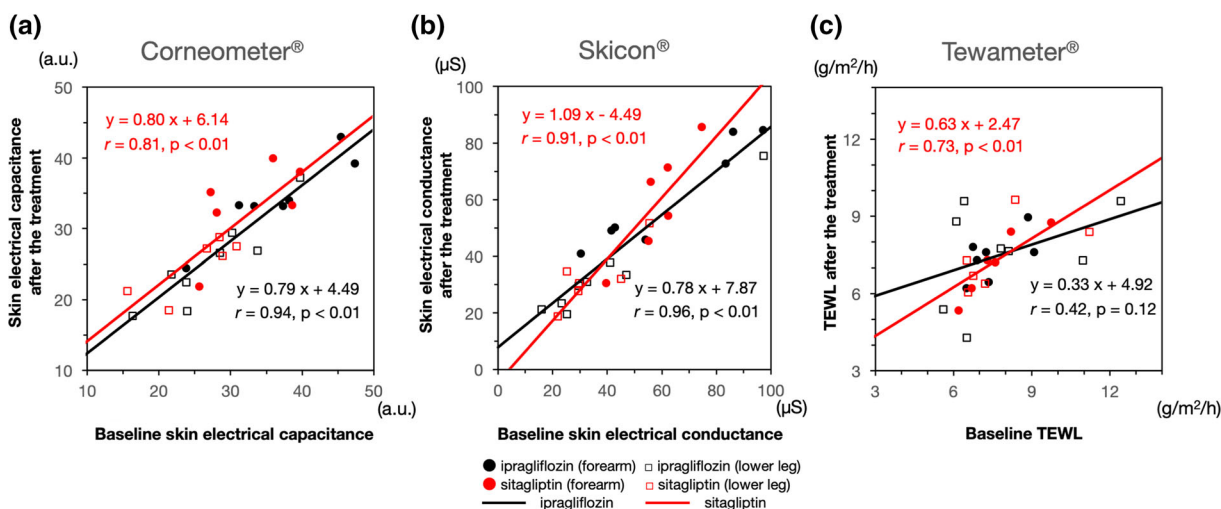 (a)
Corneometer®
(a.u.)
50
40
30
20
10
Skin electrical capacitance
after the treatment
y = 0.80 x + 6.14
r = 0.81, p < 0.01
y = 0.79 x + 4.49
r = 0.94, p < 0.01
10 20 30 40 50
(a.u.)
Baseline skin electrical capacitance
(b)
Skicon®
(µS)
100
80
60
40
20
0
Skin electrical conductance
after the treatment
y = 1.09 x - 4.49
r = 0.91, p < 0.01
y = 0.78 x + 7.87
r = 0.96, p < 0.01
0 20 40 60 80 100
(µS)
Baseline skin electrical conductance
(c)
Tewameter®
(g/m²/h)
12
9
6
3
TEWL after the treatment
y = 0.63 x + 2.47
r = 0.73, p < 0.01
y = 0.33 x + 4.92
r = 0.42, p = 0.12
3 6 9 12
(g/m²/h)
Baseline TEWL
ipragliflozin (forearm) ipragliflozin (lower leg)
sitagliptin (forearm) sitagliptin (lower leg)
ipragliflozin sitagliptin